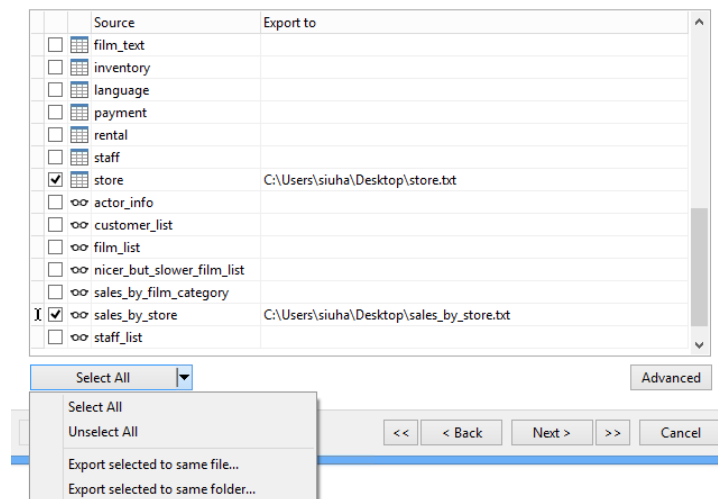 Source Export to
film_text
inventory
language
payment
rental
staff
store C:\Users\siuha\Desktop\store.txt
actor_info
customer_list
film_list
nicer_but_slower_film_list
sales_by_film_category
sales_by_store C:\Users\siuha\Desktop\sales_by_store.txt
staff_list
Select All Advanced
Select All
Unselect All
<< < Back Next > >> Cancel
Export selected to same file...
Export selected to same folder...